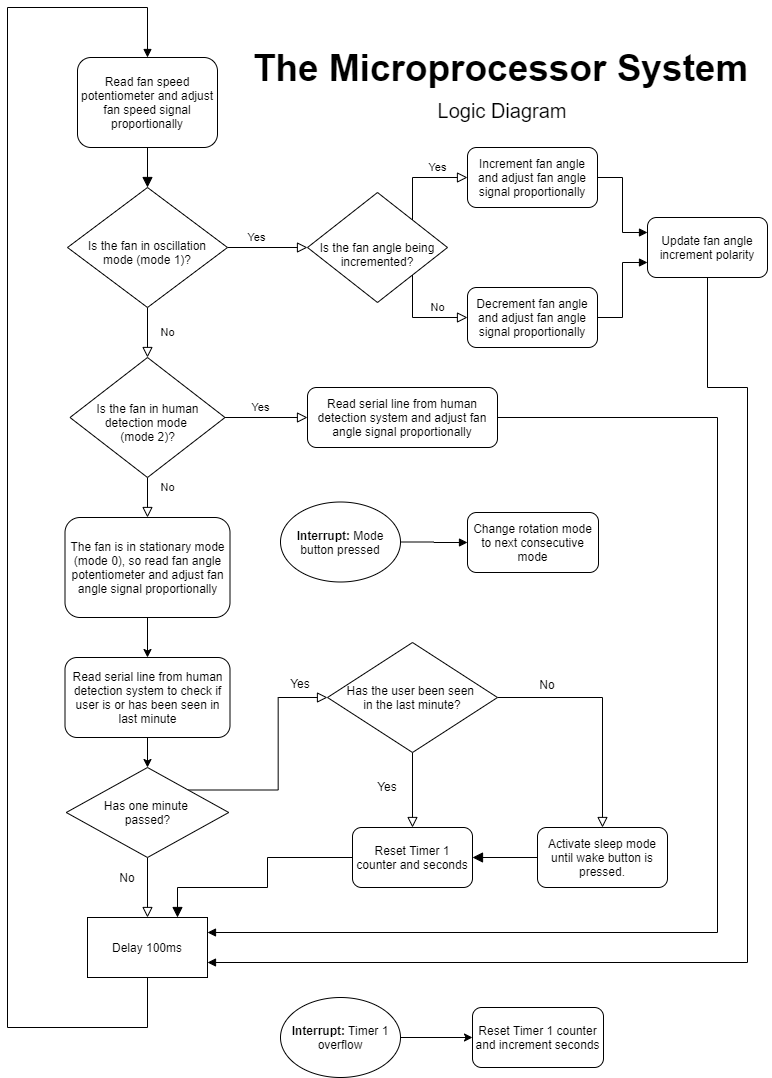 The Microprocessor System
Logic Diagram
Read fan speed
potentiometer and adjust
fan speed signal
proportionally
Is the fan in oscillation
mode (mode 1)?
Yes
No
Is the fan angle being
incremented?
Yes
No
Increment fan angle
and adjust fan angle
signal proportionally
Decrement fan angle
and adjust fan angle
signal proportionally
Update fan angle
increment polarity
Is the fan in human
detection mode
(mode 2)?
Yes
No
Read serial line from human
detection system and adjust fan
angle signal proportionally
The fan is in stationary mode
(mode 0), so read fan angle
potentiometer and adjust fan
angle signal proportionally
Interrupt: Mode
button pressed
Change rotation mode
to next consecutive
mode
Read serial line from human
detection system to check if
user is or has been seen in
last minute
Has one minute
passed?
Yes
No
Has the user been seen
in the last minute?
Yes
No
Reset Timer 1
counter and seconds
Activate sleep mode
until wake button is
pressed.
Delay 100ms
Interrupt: Timer 1
overflow
Reset Timer 1 counter
and increment seconds